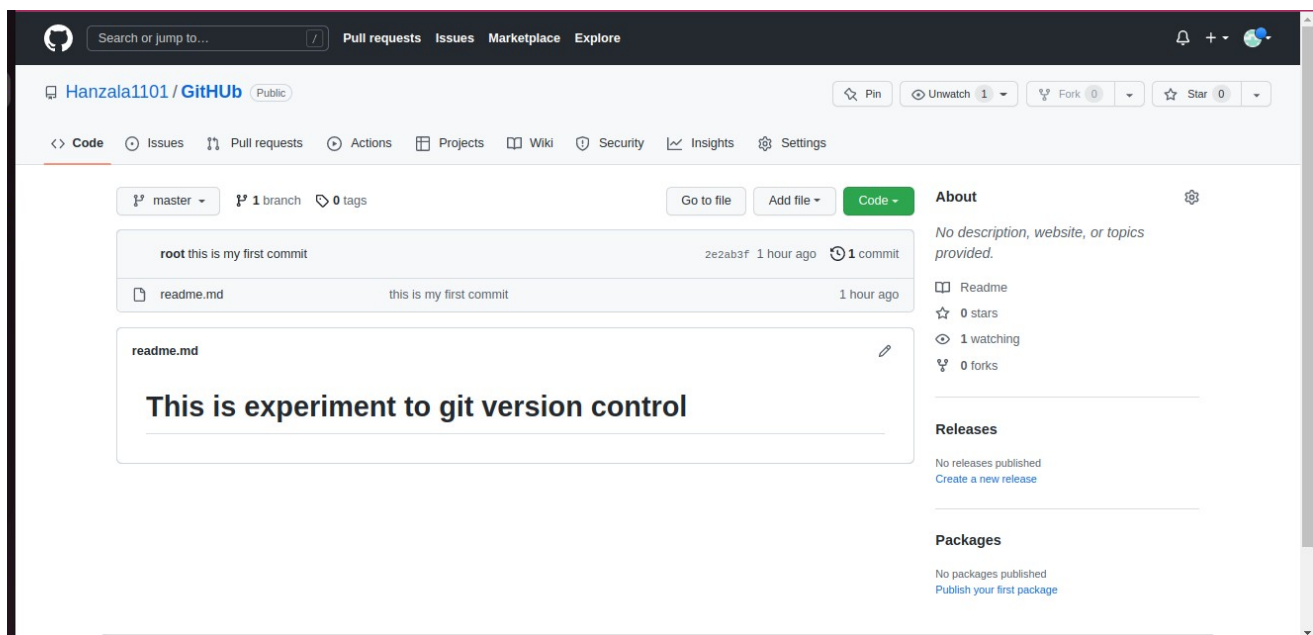 Search or jump to... / Pull requests Issues Marketplace Explore
Hanzala1101 / GitHUb Public Pin Unwatch 1 Fork 0 Star 0
<> Code Issues Pull requests Actions Projects Wiki Security Insights Settings
master 1 branch 0 tags Go to file Add file Code
root this is my first commit 2e2ab3f 1 hour ago 1 commit
readme.md this is my first commit 1 hour ago
readme.md
This is experiment to git version control
About
No description, website, or topics
provided.
Readme
0 stars
1 watching
0 forks
Releases
No releases published
Create a new release
Packages
No packages published
Publish your first package